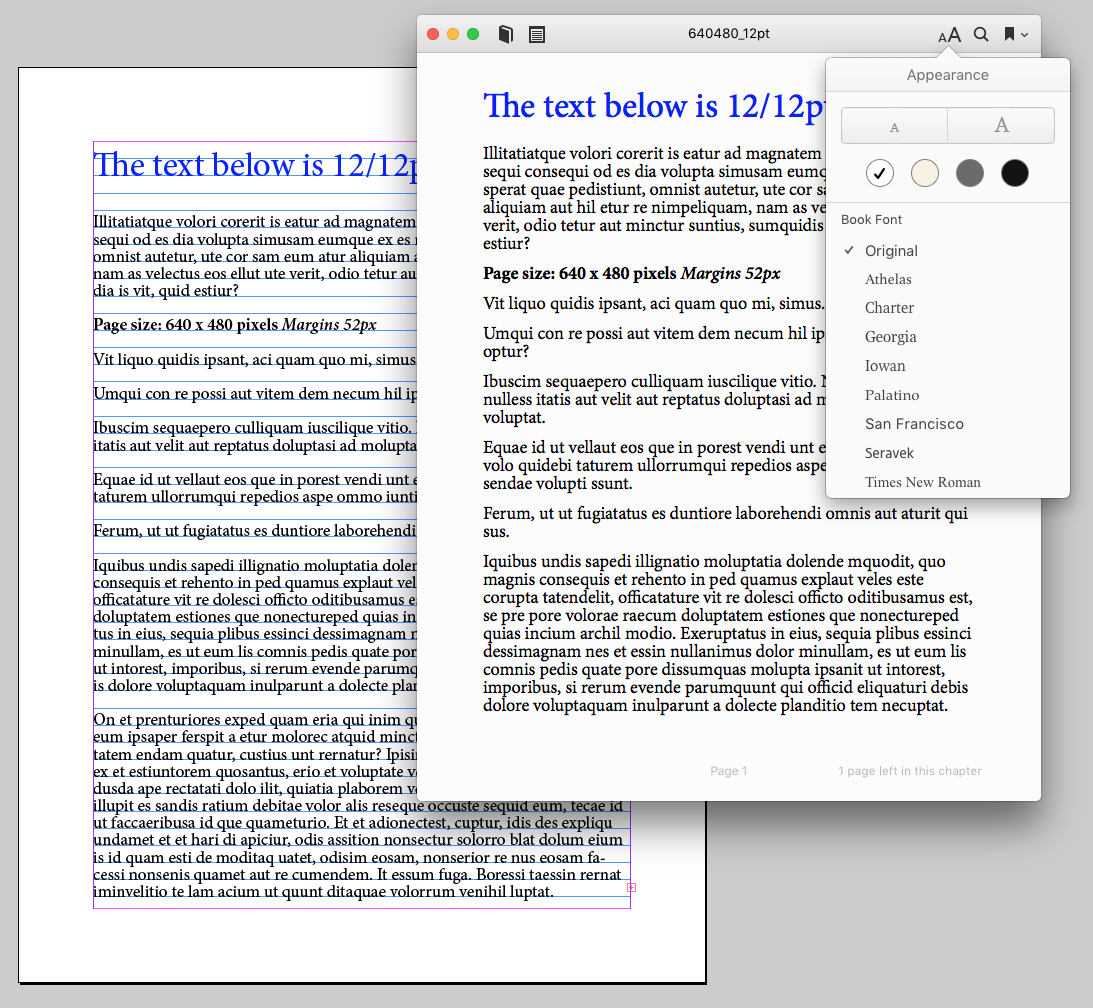 The text below is 12/12p
Illitatiatque volori corerit is eatur ad magnatem
sequi od es dia volupta simusam eumque ex es
omnist autetur, ute cor sam eum atur aliquiam
nam as velectus eos ellut ute verit, odio tetur au
dia is vit, quid estiur?
Page size: 640 x 480 pixels Margins 52px
Vit liquo quidis ipsant, aci quam quo mi, simus
Umqui con re possi aut vitem dem necum hil ip
Ibuscim sequaepero culliquam iuscilique vitio.
itatis aut velit aut reptatus doluptasi ad molupta
Equae id ut vellaut eos que in porest vendi unt e
taturem ullorrumqui repedios aspe ommo iunti
Ferum, ut ut fugiatatus es duntiore laborehendi
Iquibus undis sapedi illignatio moluptatia dolen
consequis et rehento in ped quamus explaut vel
officatature vit re dolesci officto oditibusamus e
doluptatem estiones que nonectureped quias in
tus in eius, sequia plibus essinci dessimagnam n
minullam, es ut eum lis comnis pedis quate por
ut intorest, imporibus, si rerum evende parumq
is dolore voluptaquam inulparunt a dolecte plan
On et prenturiores exped quam eria qui inim qu
eum ipsaper ferspit a etur molorec atquid minct
tatem endam quatur, custius unt rernatur? Ipisin
ex et estiuntorem quosantus, erio et voluptate v
dusda ape rectatati dolo ilit, quiatia plaborem v
illupit es sandis ratium debitae volor alis reseque occuste sequid eum, tecae id
ut faccaeribusa id que quameturio. Et et adionectest, cuptur, idis des expliqu
undamet et et hari di apiciur, odis assition nonsectur solorro blat dolum eium
is id quam esti de moditaq uatet, odisim eosam, nonserior re nus eosam fa-
cessi nonsenis quamet aut re cumendem. It essum fuga. Boressi taessin rernat
iminvelitio te lam acium ut quunt ditaquae volorrum venihil luptat.
640480_12pt
AA
The text below is 12/12p
Illitatiatque volori corerit is eatur ad magnatem
sequi consequi od es dia volupta simusam eumq
sperat quae pedistiunt, omnist autetur, ute cor sa
aliquiam aut hil etur re nimpeliquam, nam as ve
verit, odio tetur aut minctur suntius, sumquidis
estiur?
Page size: 640 x 480 pixels Margins 52px
Vit liquo quidis ipsant, aci quam quo mi, simus.
Umqui con re possi aut vitem dem necum hil ip
optur?
Ibuscim sequaepero culliquam iuscilique vitio. N
nulless itatis aut velit aut reptatus doluptasi ad m
voluptat.
Equae id ut vellaut eos que in porest vendi unt e
volo quidebi taturem ullorrumqui repedios aspe
sendae volupti ssunt.
Ferum, ut ut fugiatatus es duntiore laborehendi omnis aut aturit qui
sus.
Iquibus undis sapedi illignatio moluptatia dolende mquodit, quo
magnis consequis et rehento in ped quamus explaut veles este
corupta tatendelit, officatature vit re dolesci officto oditibusamus est,
se pre pore volorae raecum doluptatem estiones que nonectureped
quias incium archil modio. Exeruptatus in eius, sequia plibus essinci
dessimagnam nes et essin nullanimus dolor minullam, es ut eum lis
comnis pedis quate pore dissumquas molupta ipsanit ut intorest,
imporibus, si rerum evende parumquunt qui officid eliquaturi debis
dolore voluptaquam inulparunt a dolecte planditio tem necuptat.
Page 1
1 page left in this chapter
Appearance
A
A
Book Font
Original
Athelas
Charter
Georgia
Iowan
Palatino
San Francisco
Seravek
Times New Roman